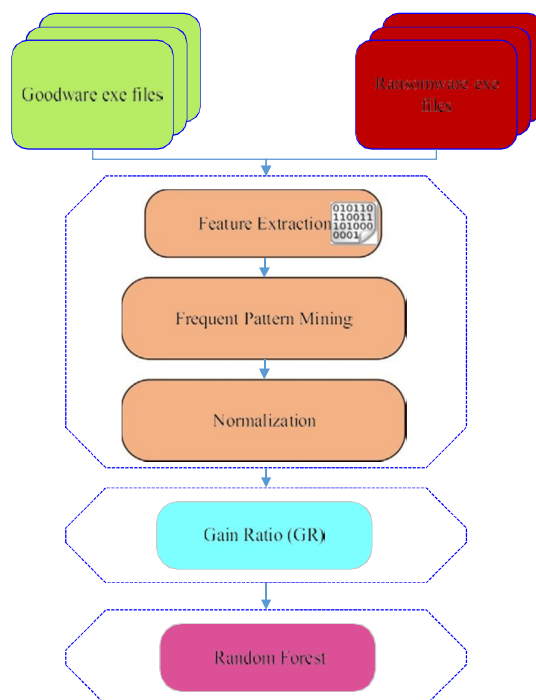 Goodware exe files
Ransomware exe
files
Feature Extraction
010110
110011
101000
0001
Frequent Pattern Mining
Normalization
Gain Ratio (GR)
Random Forest